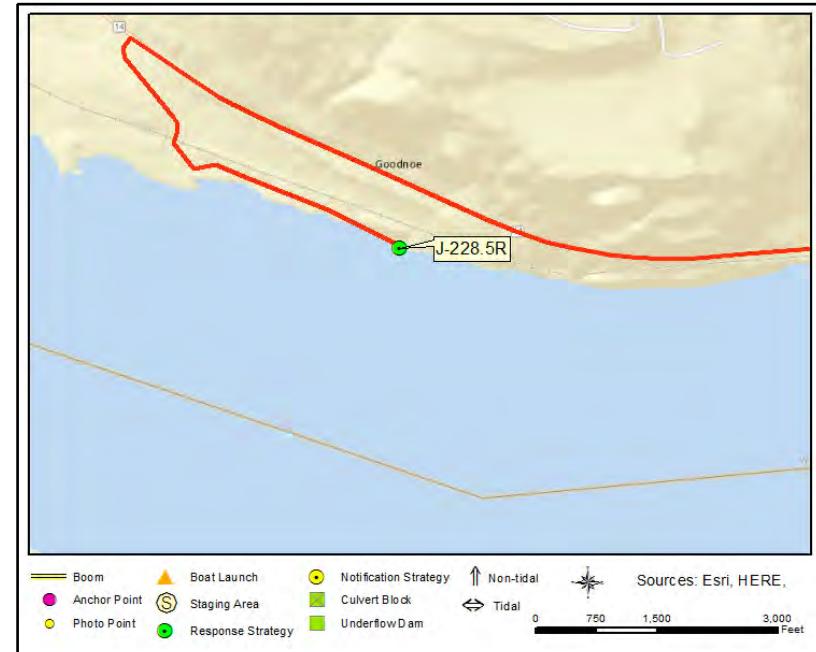 14
Goodnoe
J-228.5R
Boom
Boat Launch
Notification Strategy
Non-tidal
Sources: Esri, HERE,
Anchor Point
S
Staging Area
Culvert Block
Tidal
Photo Point
Response Strategy
Underflow Dam
0 750 1,500 3,000
Feet